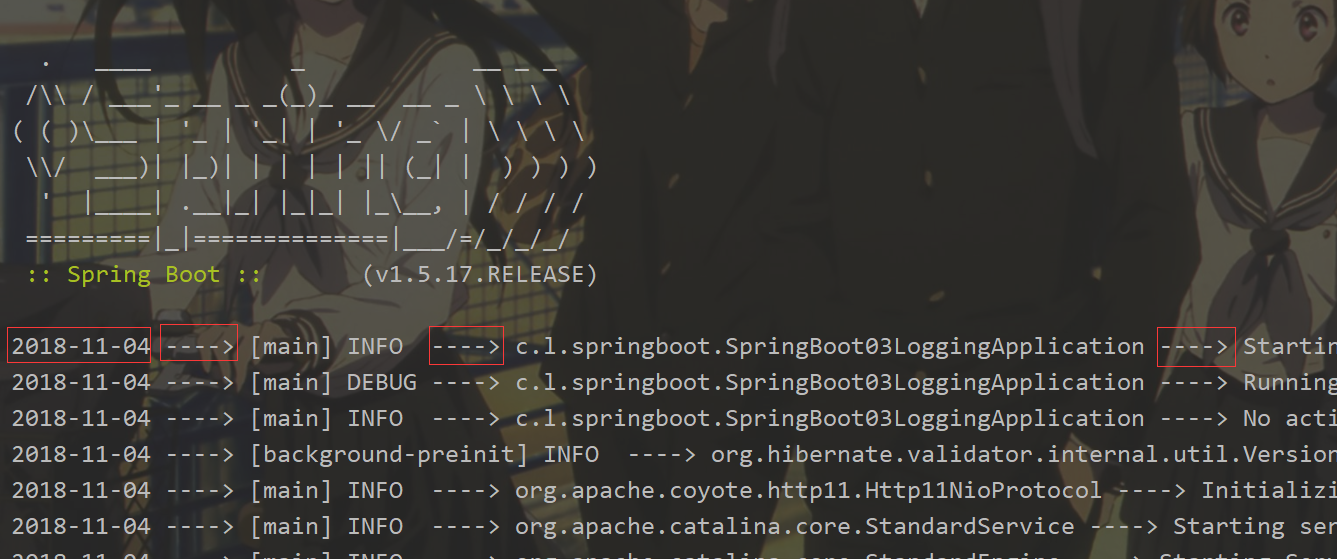 .   ____          _            __ _ _
 /\\ / ___'_ __ _ _(_)_ __  __ _ \ \ \ \
( ( )\___ | '_ | '_| | '_ \/ _` | \ \ \ \
 \\/  ___)| |_)| | | | | || (_| |  ) ) ) )
  '  |____| .__|_| |_|_| |_\__, | / / / /
 =========|_|==============|___/=/_/_/_/
 :: Spring Boot ::       (v1.5.17.RELEASE)
2018-11-04 ----> [main] INFO  ----> c.l.springboot.SpringBoot03LoggingApplication ----> Startin
2018-11-04 ----> [main] DEBUG ----> c.l.springboot.SpringBoot03LoggingApplication ----> Running
2018-11-04 ----> [main] INFO  ----> c.l.springboot.SpringBoot03LoggingApplication ----> No acti
2018-11-04 ----> [background-preinit] INFO  ----> org.hibernate.validator.internal.util.Version
2018-11-04 ----> [main] INFO  ----> org.apache.coyote.http11.Http11NioProtocol ----> Initializi
2018-11-04 ----> [main] INFO  ----> org.apache.catalina.core.StandardService ----> Starting ser